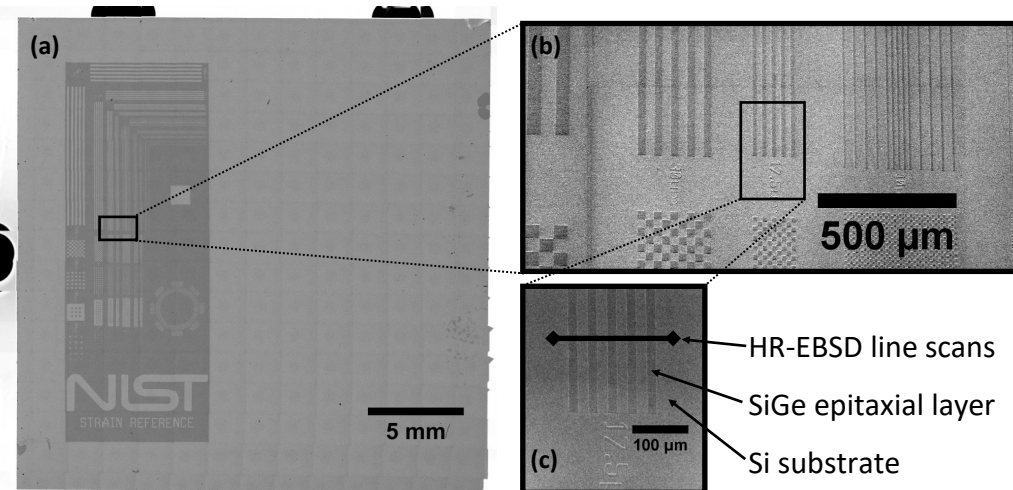 (a)
NIST
STRAIN REFERENCE
5 mm
(b)
500 µm
(c)
100 µm
HR-EBSD line scans
SiGe epitaxial layer
Si substrate